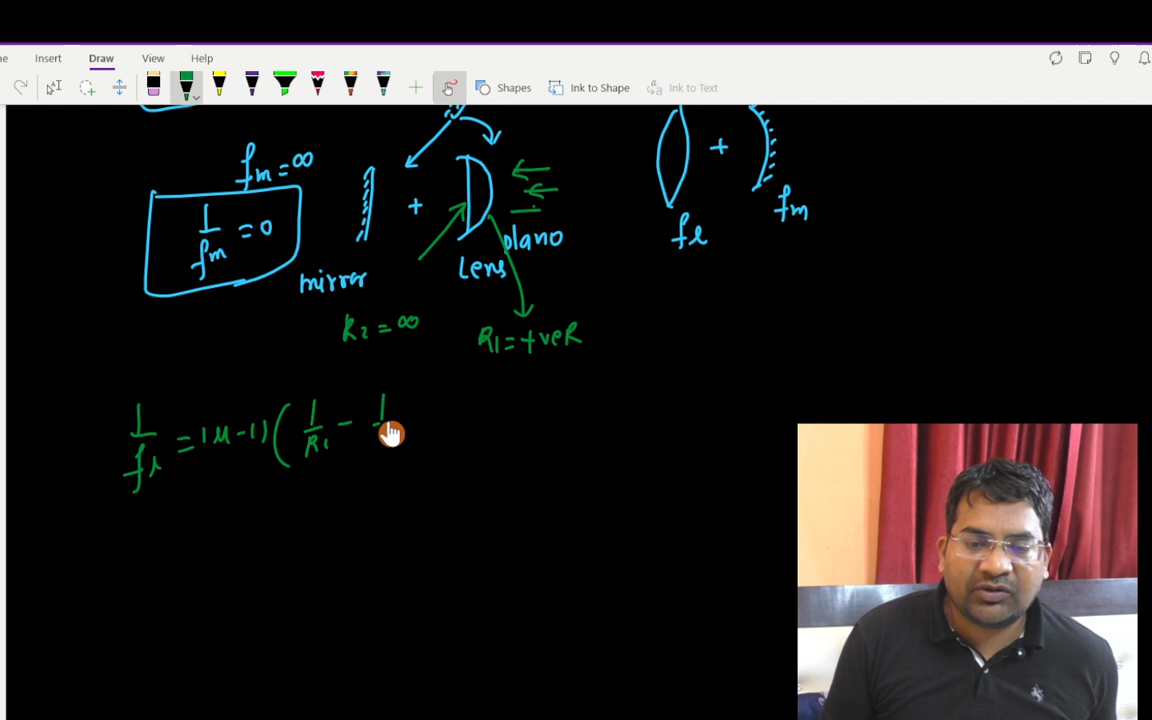 Insert Draw View Help
Shapes Ink to Shape Ink to Text
fm = ∞
1/fm = 0
+
+
fm
fl
plano
Lens
mirror
R2 = ∞
R1 = +veR
1/fl = (μ-1)(1/R1 - 1